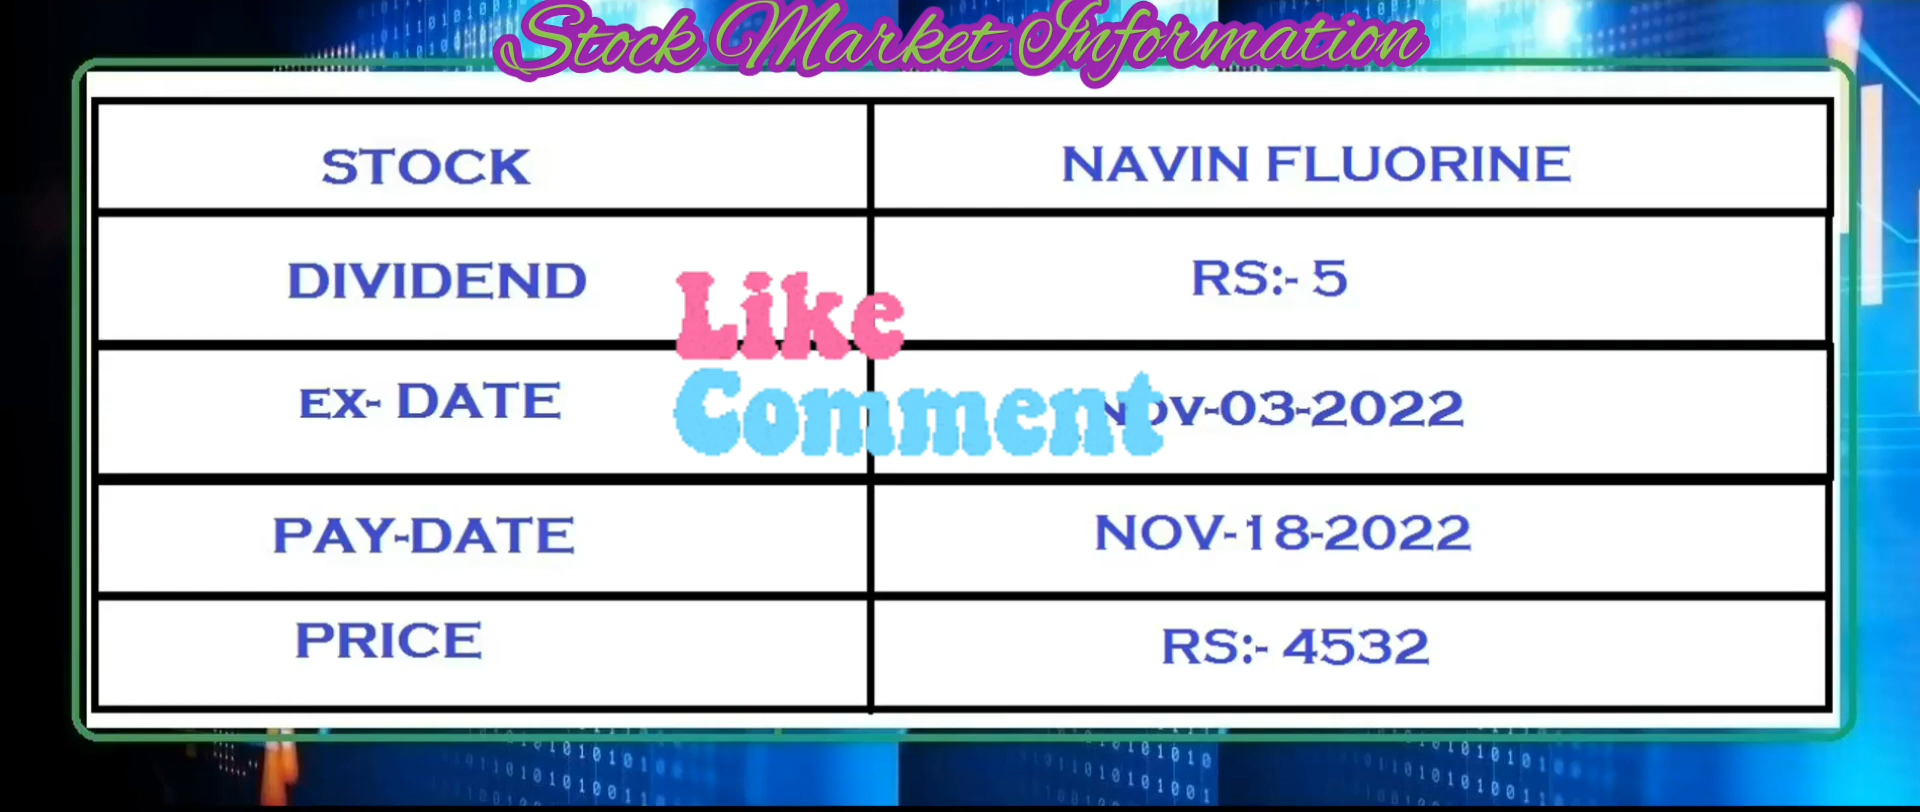 Stock Market Information
STOCK NAVIN FLUORINE
DIVIDEND RS:- 5
Like
EX- DATE NOV-03-2022
Comment
PAY-DATE NOV-18-2022
PRICE RS:- 4532